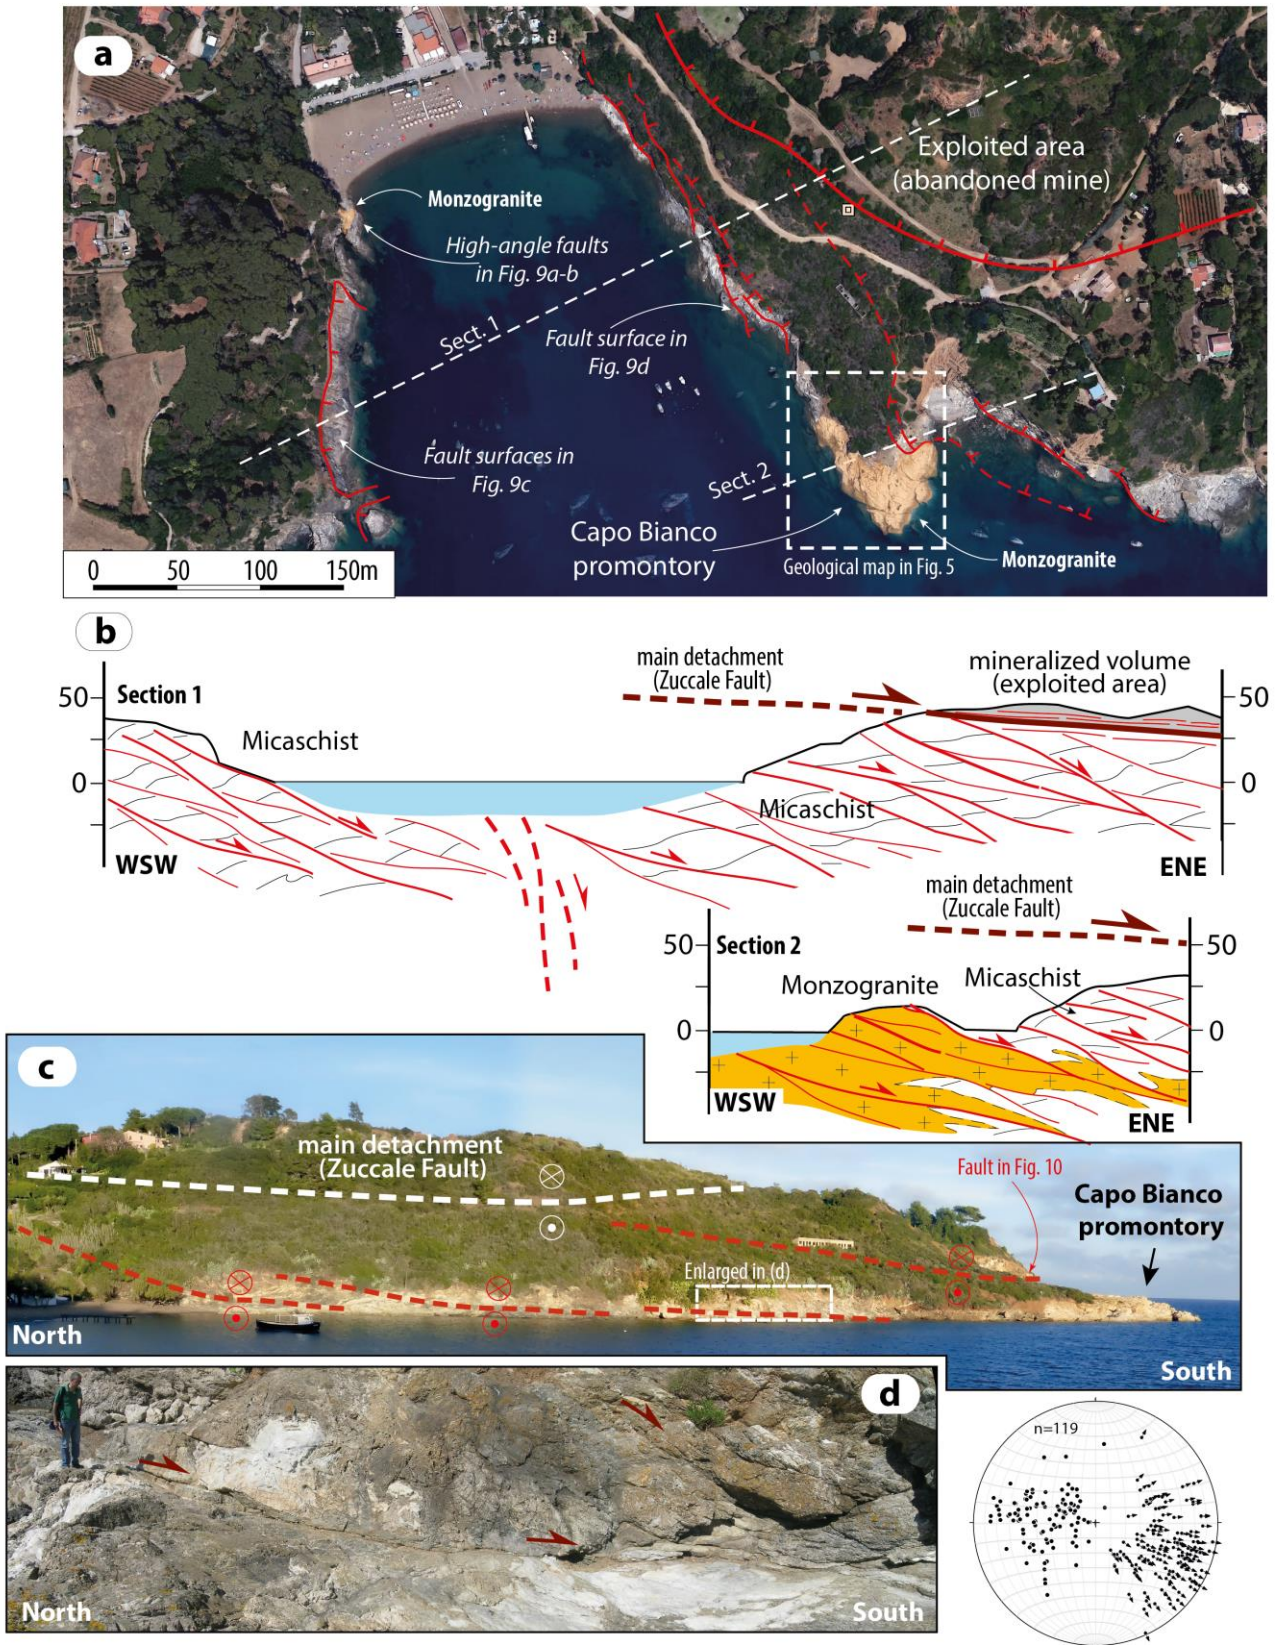 a
Monzogranite
High-angle faults
in Fig. 9a-b
Exploited area
(abandoned mine)
Sect. 1
Fault surface in
Fig. 9d
Fault surfaces in
Fig. 9c
Sect. 2
Capo Bianco
promontory
Geological map in Fig. 5
Monzogranite
0 50 100 150m
b
main detachment
(Zuccale Fault)
mineralized volume
(exploited area)
50
Section 1
50
Micaschist
0
0
Micaschist
WSW
ENE
main detachment
(Zuccale Fault)
50
Section 2
50
Monzogranite
Micaschist
0
0
WSW
ENE
c
main detachment
(Zuccale Fault)
Fault in Fig. 10
Capo Bianco
promontory
Enlarged in (d)
North
South
d
North
South
n=119